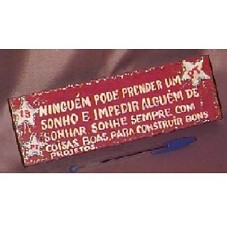 NINGUÉM PODE PRENDER UM
SONHO E IMPEDIR ALGUÉM DE
SONHAR SONHE SEMPRE COM
COISAS BOAS, PARA CONSTRUIR BONS
PROJETOS.